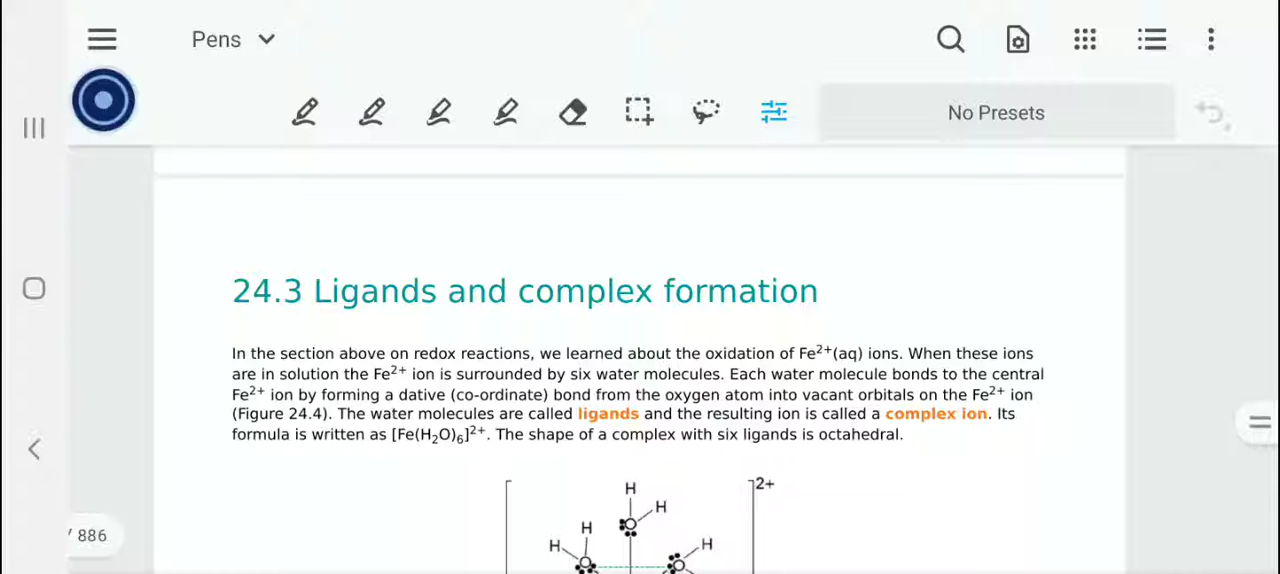 Pens
No Presets
24.3 Ligands and complex formation
In the section above on redox reactions, we learned about the oxidation of Fe²⁺(aq) ions. When these ions
are in solution the Fe²⁺ ion is surrounded by six water molecules. Each water molecule bonds to the central
Fe²⁺ ion by forming a dative (co-ordinate) bond from the oxygen atom into vacant orbitals on the Fe²⁺ ion
(Figure 24.4). The water molecules are called ligands and the resulting ion is called a complex ion. Its
formula is written as [Fe(H₂O)₆]²⁺. The shape of a complex with six ligands is octahedral.
2+
H
H
O
H
H
H
O
O
/ 886